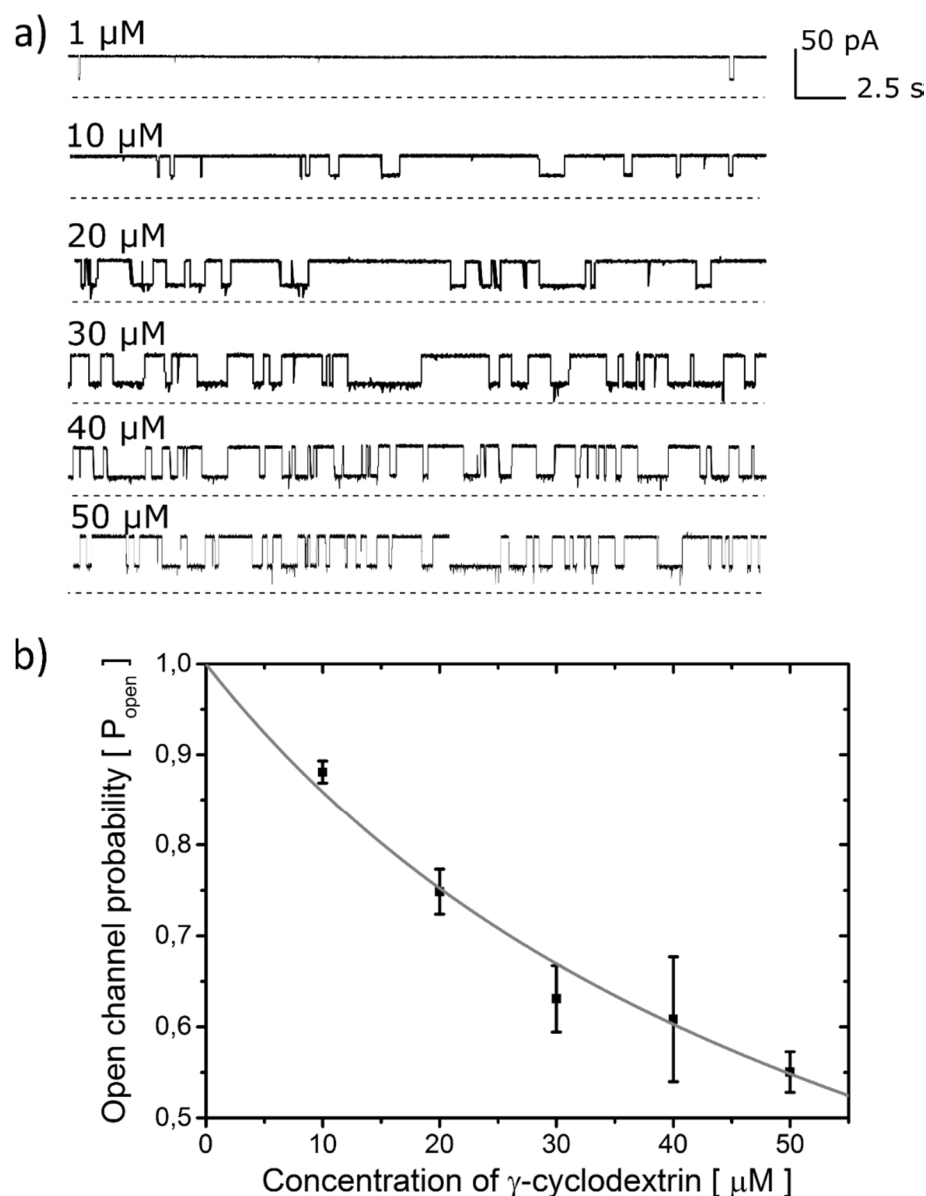 a)
1 µM
50 pA
2.5 s
10 µM
20 µM
30 µM
40 µM
50 µM
b)
Open channel probability [ P_open ]
1,0
0,9
0,8
0,7
0,6
0,5
0 10 20 30 40 50
Concentration of γ-cyclodextrin [ µM ]